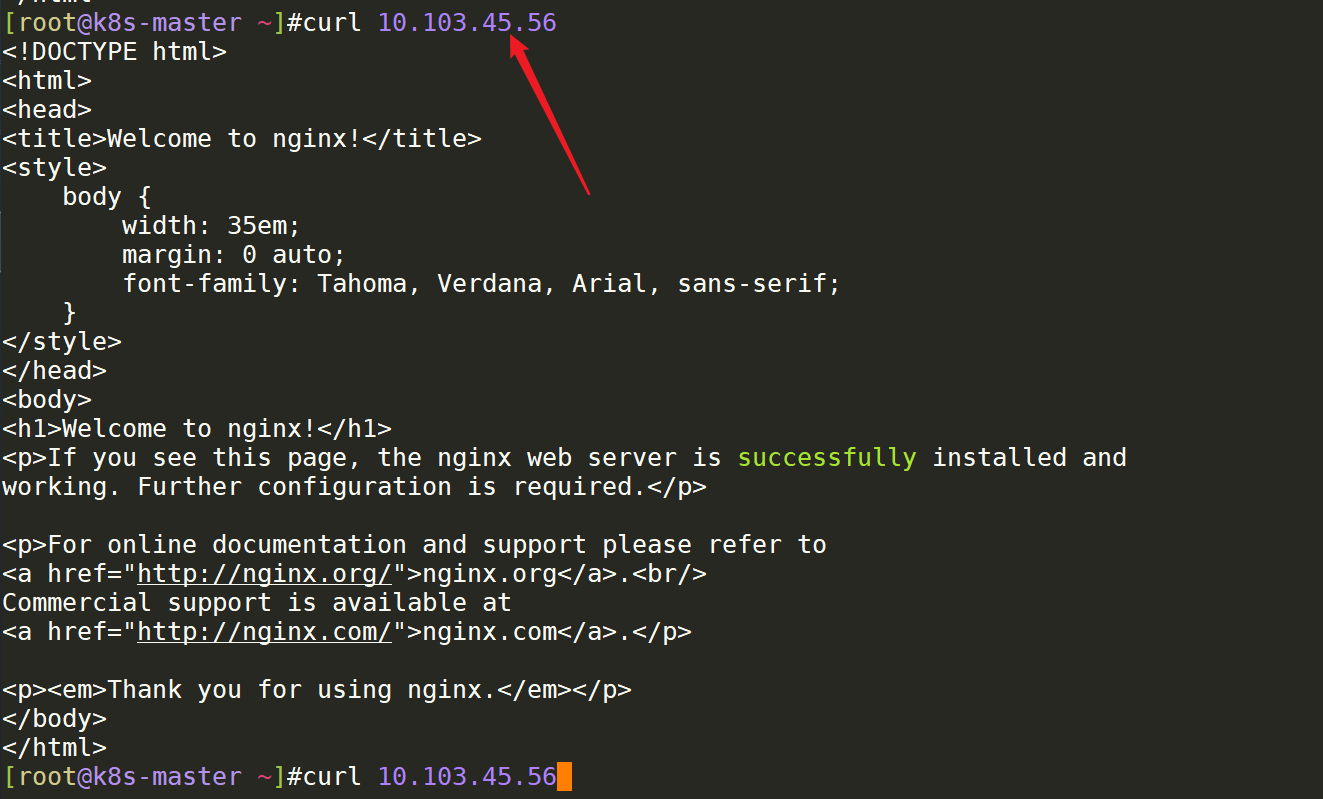 [root@k8s-master ~]#curl 10.103.45.56
<!DOCTYPE html>
<html>
<head>
<title>Welcome to nginx!</title>
<style>
    body {
        width: 35em;
        margin: 0 auto;
        font-family: Tahoma, Verdana, Arial, sans-serif;
    }
</style>
</head>
<body>
<h1>Welcome to nginx!</h1>
<p>If you see this page, the nginx web server is successfully installed and
working. Further configuration is required.</p>

<p>For online documentation and support please refer to
<a href="http://nginx.org/">nginx.org</a>.<br/>
Commercial support is available at
<a href="http://nginx.com/">nginx.com</a>.</p>

<p><em>Thank you for using nginx.</em></p>
</body>
</html>
[root@k8s-master ~]#curl 10.103.45.56